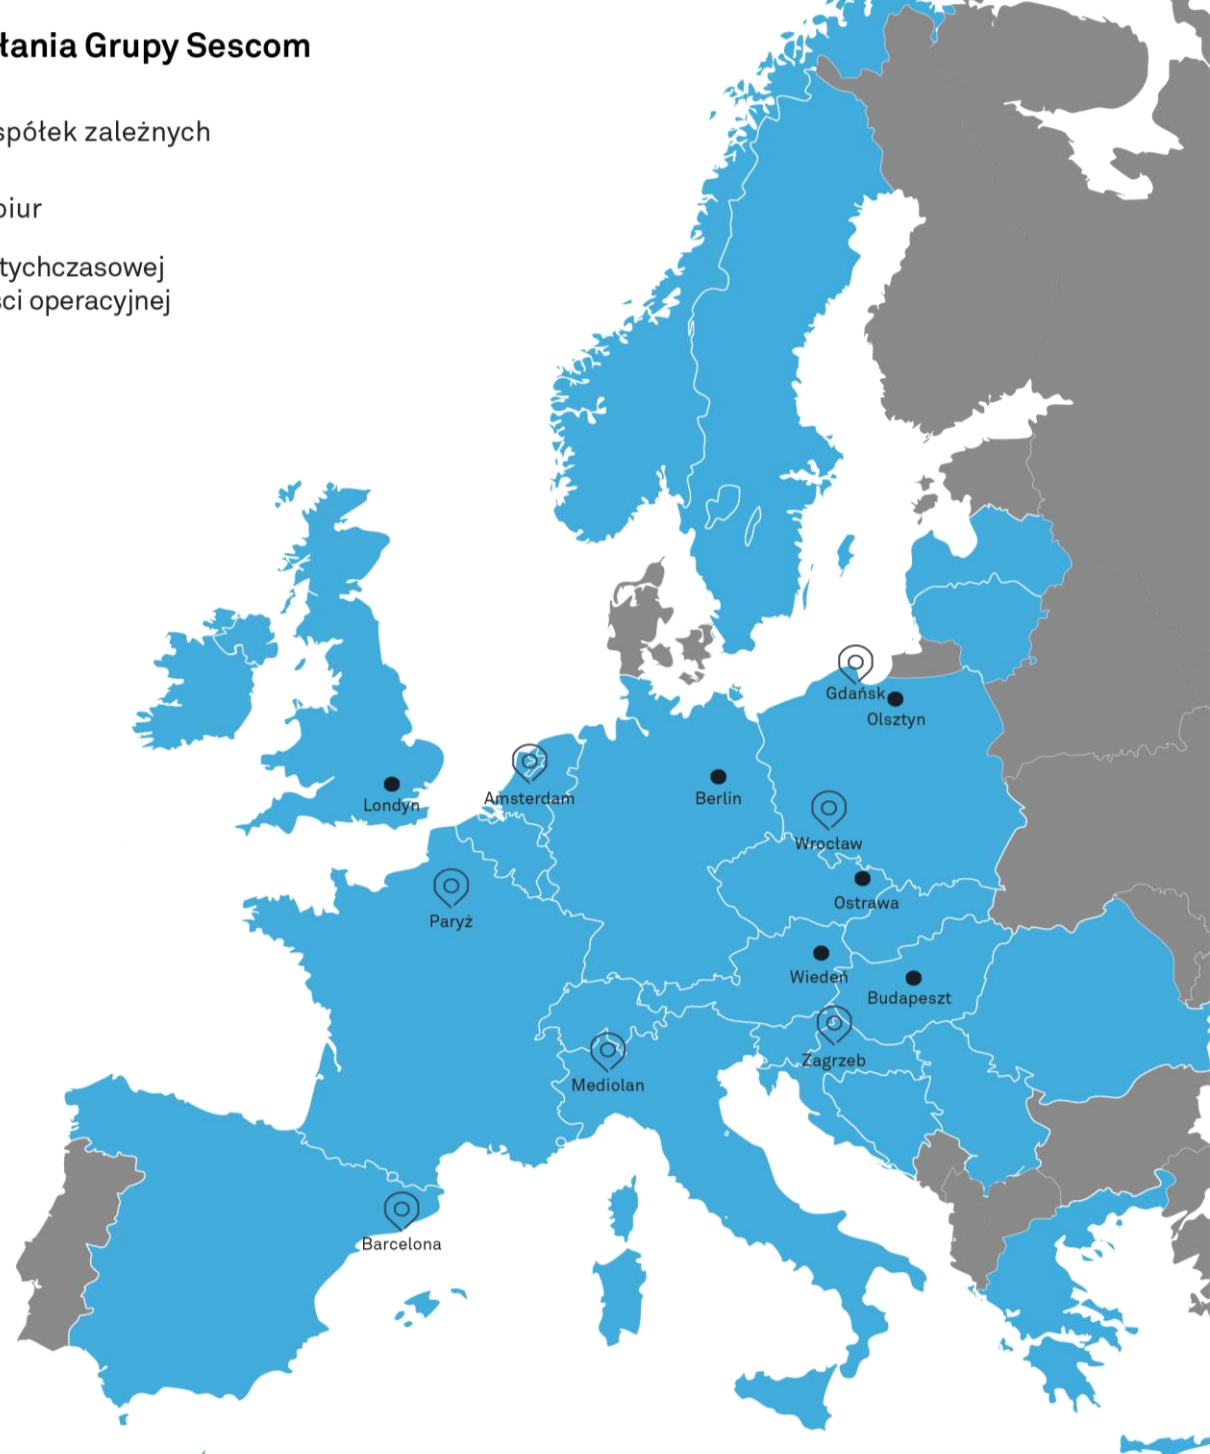 łania Grupy Sescom
spółek zależnych
biur
tychczasowej
ści operacyjnej
Gdańsk
Olsztyn
Amsterdam
Berlin
Londyn
Wrocław
Ostrawa
Paryż
Wiedeń
Budapeszt
Zagrzeb
Mediolan
Barcelona